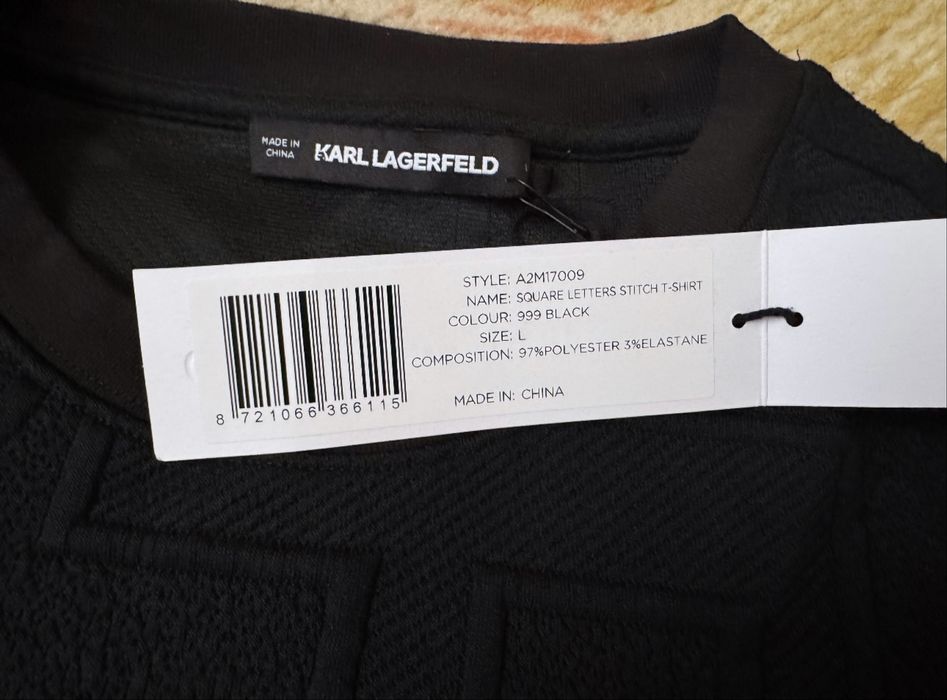 MADE IN
CHINA
KARL LAGERFELD
STYLE: A2M17009
NAME: SQUARE LETTERS STITCH T-SHIRT
COLOUR: 999 BLACK
SIZE: L
COMPOSITION: 97%POLYESTER 3%ELASTANE
MADE IN: CHINA
8 721066 366115